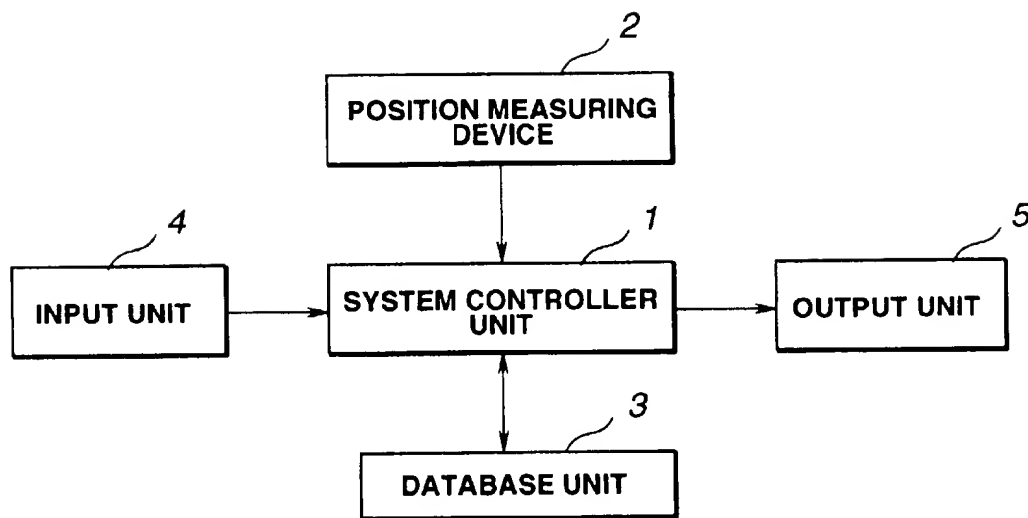 2
POSITION MEASURING
DEVICE
4
1
5
INPUT UNIT
SYSTEM CONTROLLER
UNIT
OUTPUT UNIT
3
DATABASE UNIT